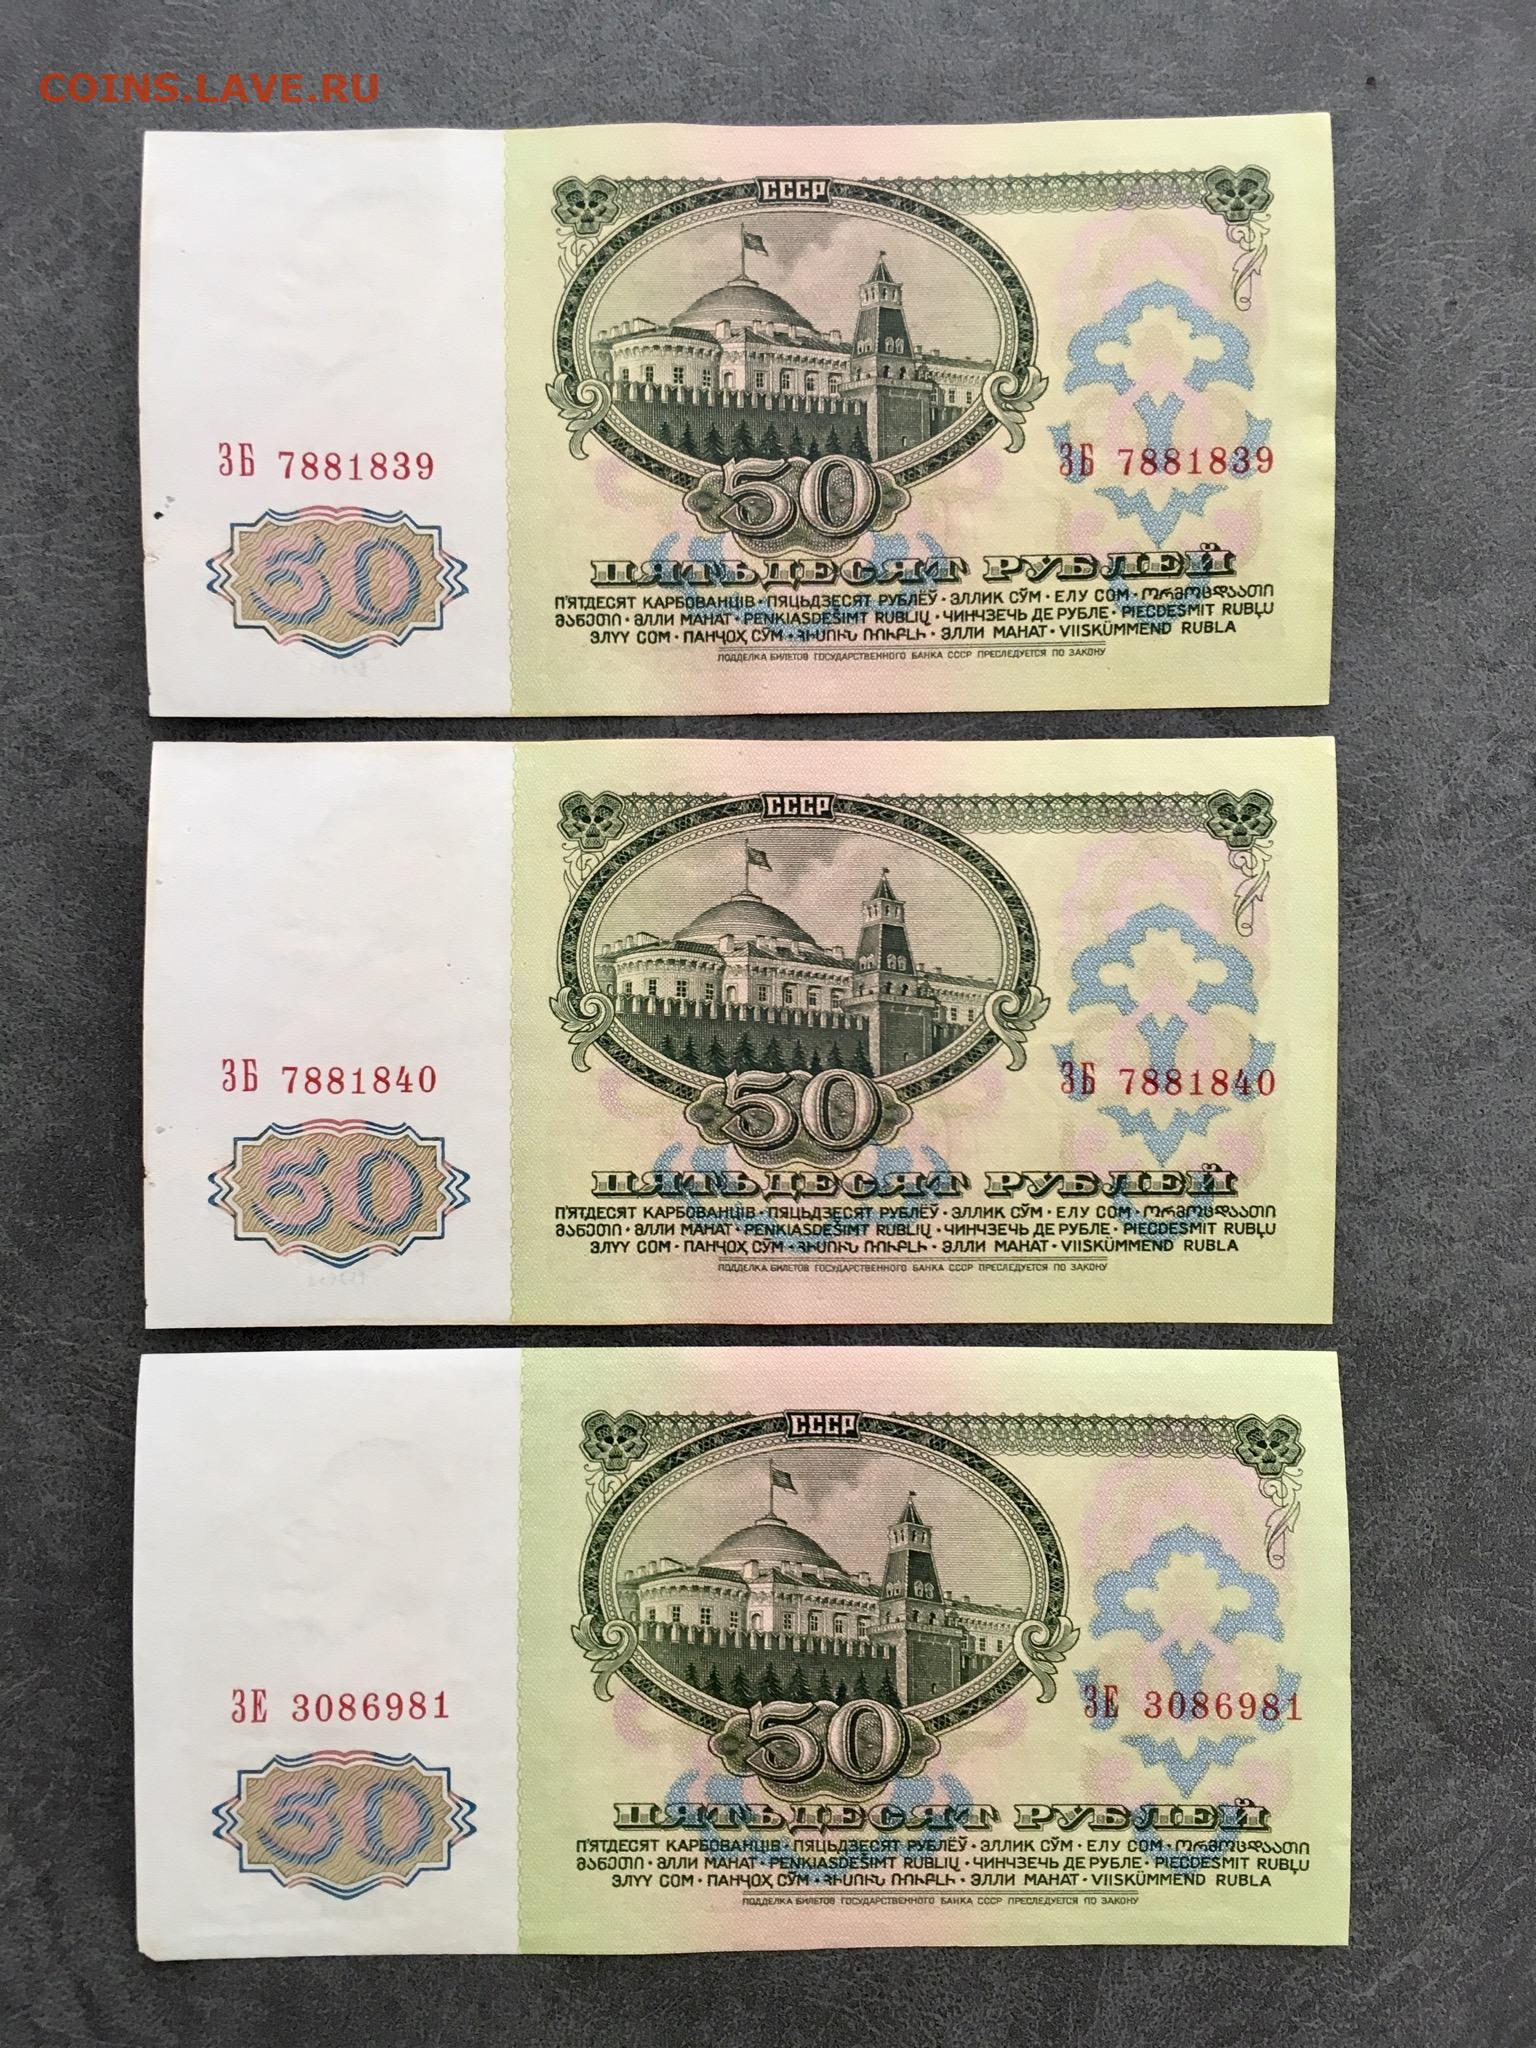 COINS.LAVE.RU
СССР
ЗБ 7881839 ЗБ 7881839
50
50
ПЯТЬДЕСЯТ РУБЛЕЙ
П'ЯТДЕСЯТ КАРБОВАНЦІВ · ПЯЦЬДЗЕСЯТ РУБЛЁЎ · ЭЛЛИК СЎМ · ЕЛУ СОМ · ორმოცდაათი
მანეთი · ӘЛЛИ МАНАТ · PENKIASDEŠIMT RUBLIŲ · ЧИНЧЗЕЧЬ ДЕ РУБЛЕ · PIECDESMIT RUBĻU
ЭЛҮҮ СОМ · ПАНҶОҲ СЎМ · ՀԻՍՈՒՆ ՌՈՒԲԼԻ · ЭЛЛИ МАНАТ · VIISKÜMMEND RUBLA
ПОДДЕЛКА БИЛЕТОВ ГОСУДАРСТВЕННОГО БАНКА СССР ПРЕСЛЕДУЕТСЯ ПО ЗАКОНУ
СССР
ЗБ 7881840 ЗБ 7881840
50
50
ПЯТЬДЕСЯТ РУБЛЕЙ
П'ЯТДЕСЯТ КАРБОВАНЦІВ · ПЯЦЬДЗЕСЯТ РУБЛЁЎ · ЭЛЛИК СЎМ · ЕЛУ СОМ · ორმოცდაათი
მანეთი · ӘЛЛИ МАНАТ · PENKIASDEŠIMT RUBLIŲ · ЧИНЧЗЕЧЬ ДЕ РУБЛЕ · PIECDESMIT RUBĻU
ЭЛҮҮ СОМ · ПАНҶОҲ СЎМ · ՀԻՍՈՒՆ ՌՈՒԲԼԻ · ЭЛЛИ МАНАТ · VIISKÜMMEND RUBLA
ПОДДЕЛКА БИЛЕТОВ ГОСУДАРСТВЕННОГО БАНКА СССР ПРЕСЛЕДУЕТСЯ ПО ЗАКОНУ
СССР
ЗЕ 3086981 ЗЕ 3086981
50
50
ПЯТЬДЕСЯТ РУБЛЕЙ
П'ЯТДЕСЯТ КАРБОВАНЦІВ · ПЯЦЬДЗЕСЯТ РУБЛЁЎ · ЭЛЛИК СЎМ · ЕЛУ СОМ · ორმოცდაათი
მანეთი · ӘЛЛИ МАНАТ · PENKIASDEŠIMT RUBLIŲ · ЧИНЧЗЕЧЬ ДЕ РУБЛЕ · PIECDESMIT RUBĻU
ЭЛҮҮ СОМ · ПАНҶОҲ СЎМ · ՀԻՍՈՒՆ ՌՈՒԲԼԻ · ЭЛЛИ МАНАТ · VIISKÜMMEND RUBLA
ПОДДЕЛКА БИЛЕТОВ ГОСУДАРСТВЕННОГО БАНКА СССР ПРЕСЛЕДУЕТСЯ ПО ЗАКОНУ